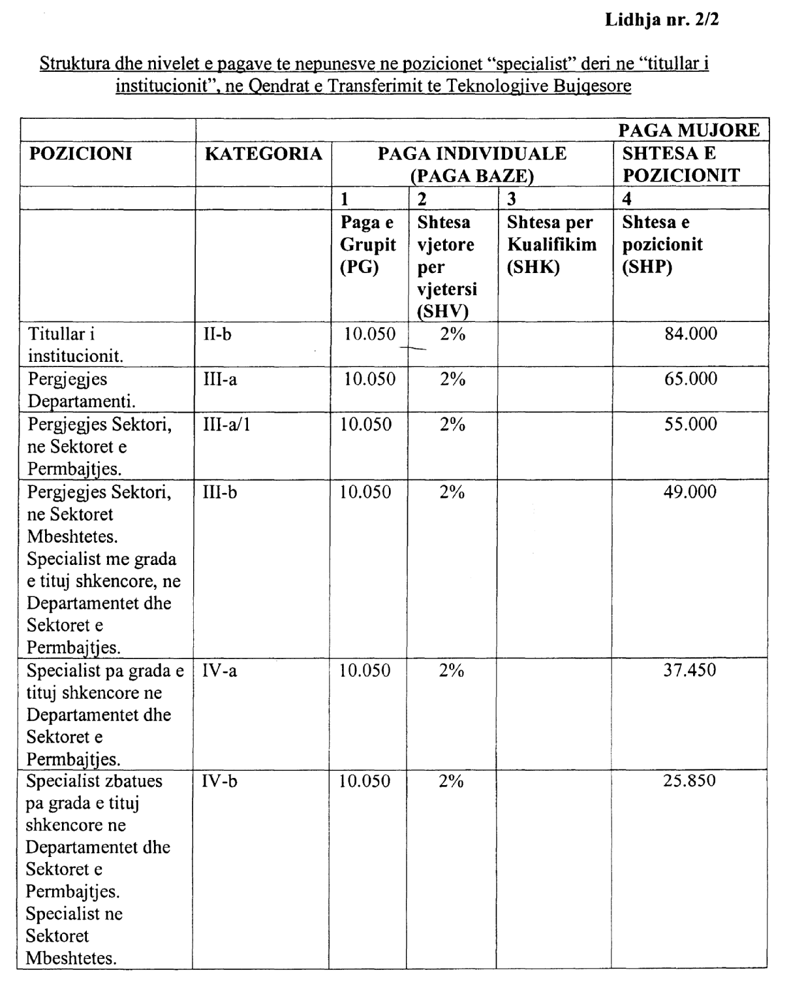 Lidhja nr. 2/2
Struktura dhe nivelet e pagave te nepunesve ne pozicionet “specialist” deri ne “titullar i
institucionit”, ne Qendrat e Transferimit te Teknologjive Bujqesore
PAGA MUJORE
POZICIONI KATEGORIA PAGA INDIVIDUALE SHTESA E
(PAGA BAZE) POZICIONIT
1 2 3 4
Paga e Shtesa Shtesa per Shtesa e
Grupit vjetore Kualifikim pozicionit
(PG) per (SHK) (SHP)
vjetersi
(SHV)
Titullar i II-b 10.050 2% 84.000
institucionit.
Pergjegjes III-a 10.050 2% 65.000
Departamenti.
Pergjegjes Sektori, III-a/1 10.050 2% 55.000
ne Sektoret e
Permbajtjes.
Pergjegjes Sektori, III-b 10.050 2% 49.000
ne Sektoret
Mbeshtetes.
Specialist me grada
e tituj shkencore, ne
Departamentet dhe
Sektoret e
Permbajtjes.
Specialist pa grada e IV-a 10.050 2% 37.450
tituj shkencore ne
Departamentet dhe
Sektoret e
Permbajtjes.
Specialist zbatues IV-b 10.050 2% 25.850
pa grada e tituj
shkencore ne
Departamentet dhe
Sektoret e
Permbajtjes.
Specialist ne
Sektoret
Mbeshtetes.